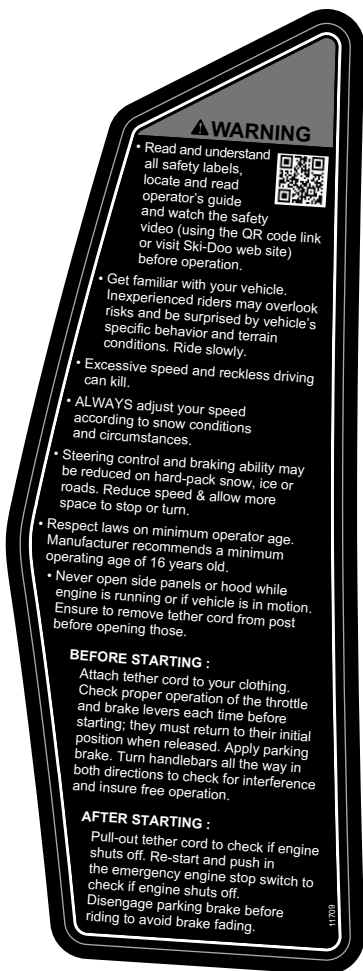 ⚠WARNING
• Read and understand
all safety labels,
locate and read
operator's guide
and watch the safety
video (using the QR code link
or visit Ski-Doo web site)
before operation.
• Get familiar with your vehicle.
Inexperienced riders may overlook
risks and be surprised by vehicle's
specific behavior and terrain
conditions. Ride slowly.
• Excessive speed and reckless driving
can kill.
• ALWAYS adjust your speed
according to snow conditions
and circumstances.
• Steering control and braking ability may
be reduced on hard-pack snow, ice or
roads. Reduce speed & allow more
space to stop or turn.
• Respect laws on minimum operator age.
Manufacturer recommends a minimum
operating age of 16 years old.
• Never open side panels or hood while
engine is running or if vehicle is in motion.
Ensure to remove tether cord from post
before opening those.
BEFORE STARTING :
Attach tether cord to your clothing.
Check proper operation of the throttle
and brake levers each time before
starting; they must return to their initial
position when released. Apply parking
brake. Turn handlebars all the way in
both directions to check for interference
and insure free operation.
AFTER STARTING :
Pull-out tether cord to check if engine
shuts off. Re-start and push in
the emergency engine stop switch to
check if engine shuts off.
Disengage parking brake before
riding to avoid brake fading.
11709